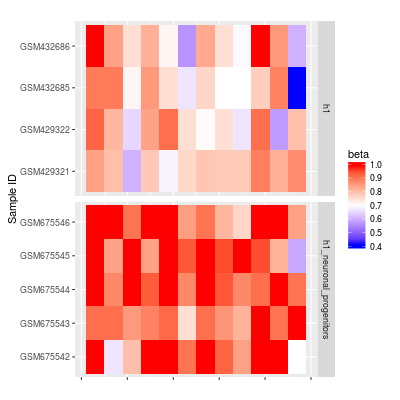 GSM432686
GSM432685
GSM429322
GSM429321
h1
GSM675546
GSM675545
GSM675544
GSM675543
GSM675542
h1_neuronal_progenitors
Sample ID
beta
1.0
0.9
0.8
0.7
0.6
0.5
0.4